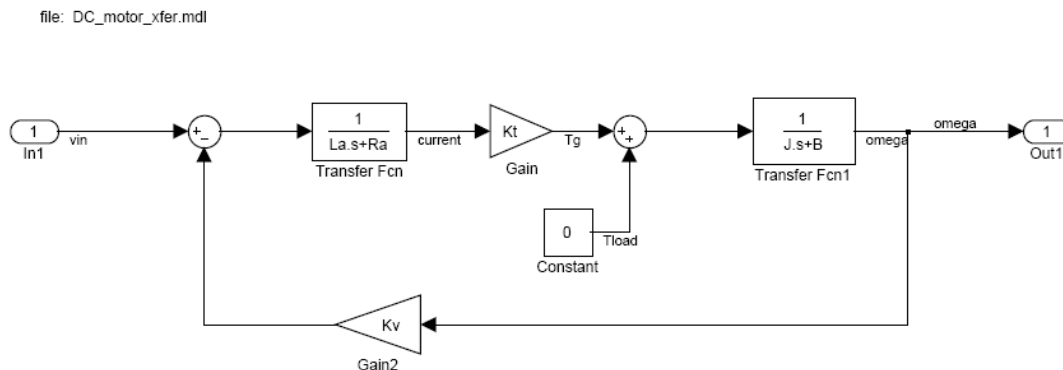 file: DC_motor_xfer.mdl
1
In1
vin
+
−
1
La.s+Ra
Transfer Fcn
current
Kt
Gain
Tg
+
+
1
J.s+B
Transfer Fcn1
omega
omega
1
Out1
0
Tload
Constant
Kv
Gain2